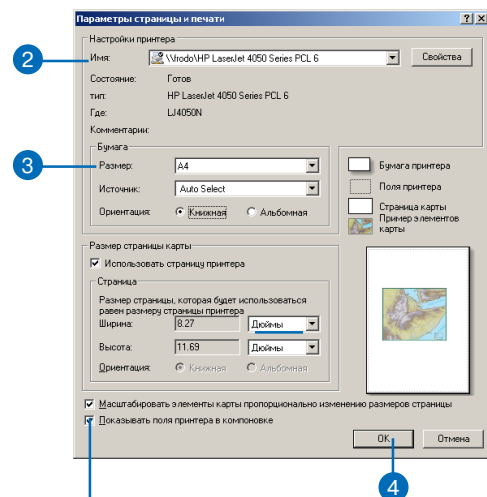 Параметры страницы и печати
Настройки принтера
2
Имя: \\frodo\HP LaserJet 4050 Series PCL 6 Свойства
Состояние: Готов
тип: HP LaserJet 4050 Series PCL 6
Где: LJ4050N
Комментарии:
Бумага
3
Размер: A4
Источник: Auto Select
Ориентация: Книжная Альбомная
Бумага принтера
Поля принтера
Страница карты
Пример элементов
карты
Размер страницы карты
Использовать страницу принтера
Страница
Размер страницы, которая будет использоваться
равен размеру страницы принтера
Ширина: 8.27 Дюймы
Высота: 11.69 Дюймы
Ориентация: Книжная Альбомная
Масштабировать элементы карты пропорционально изменению размеров страницы
Показывать поля принтера в компоновке
OK Отмена
4